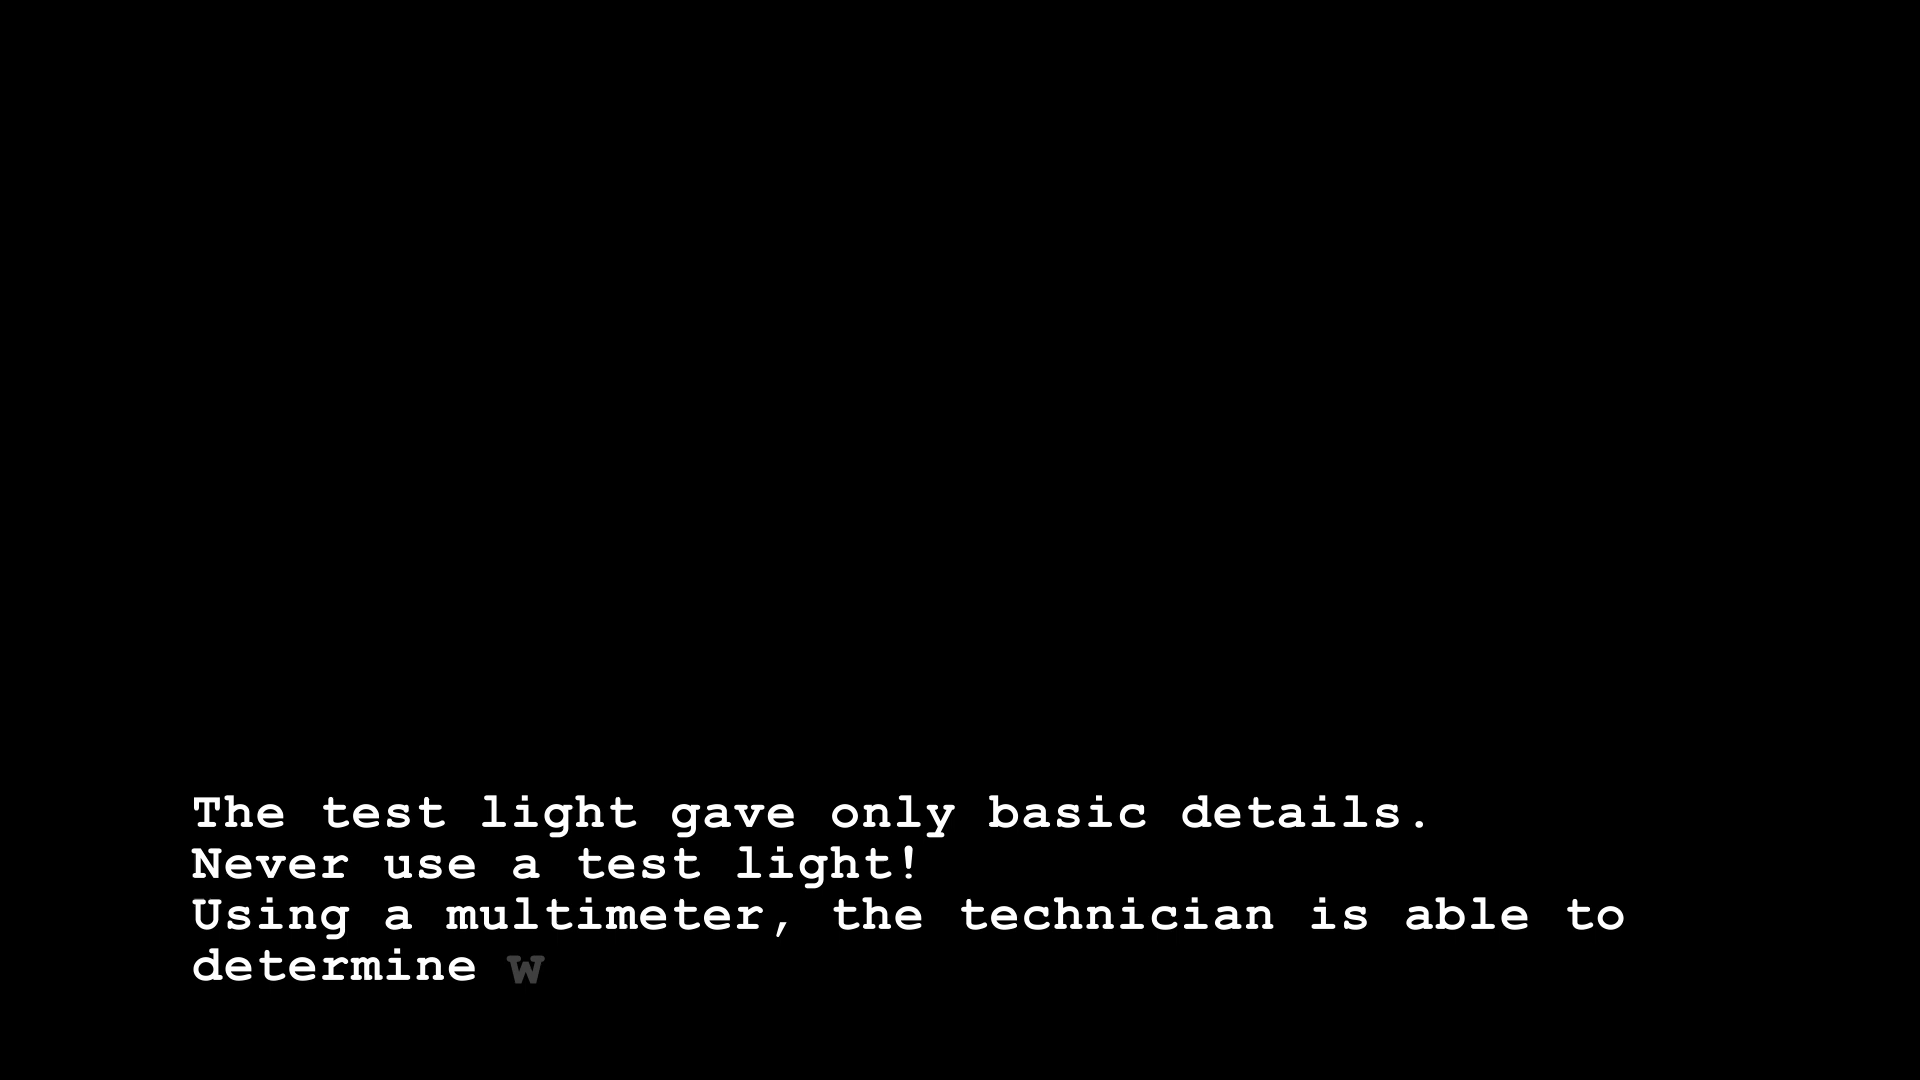 The test light gave only basic details.
Never use a test light!
Using a multimeter, the technician is able to
determine w